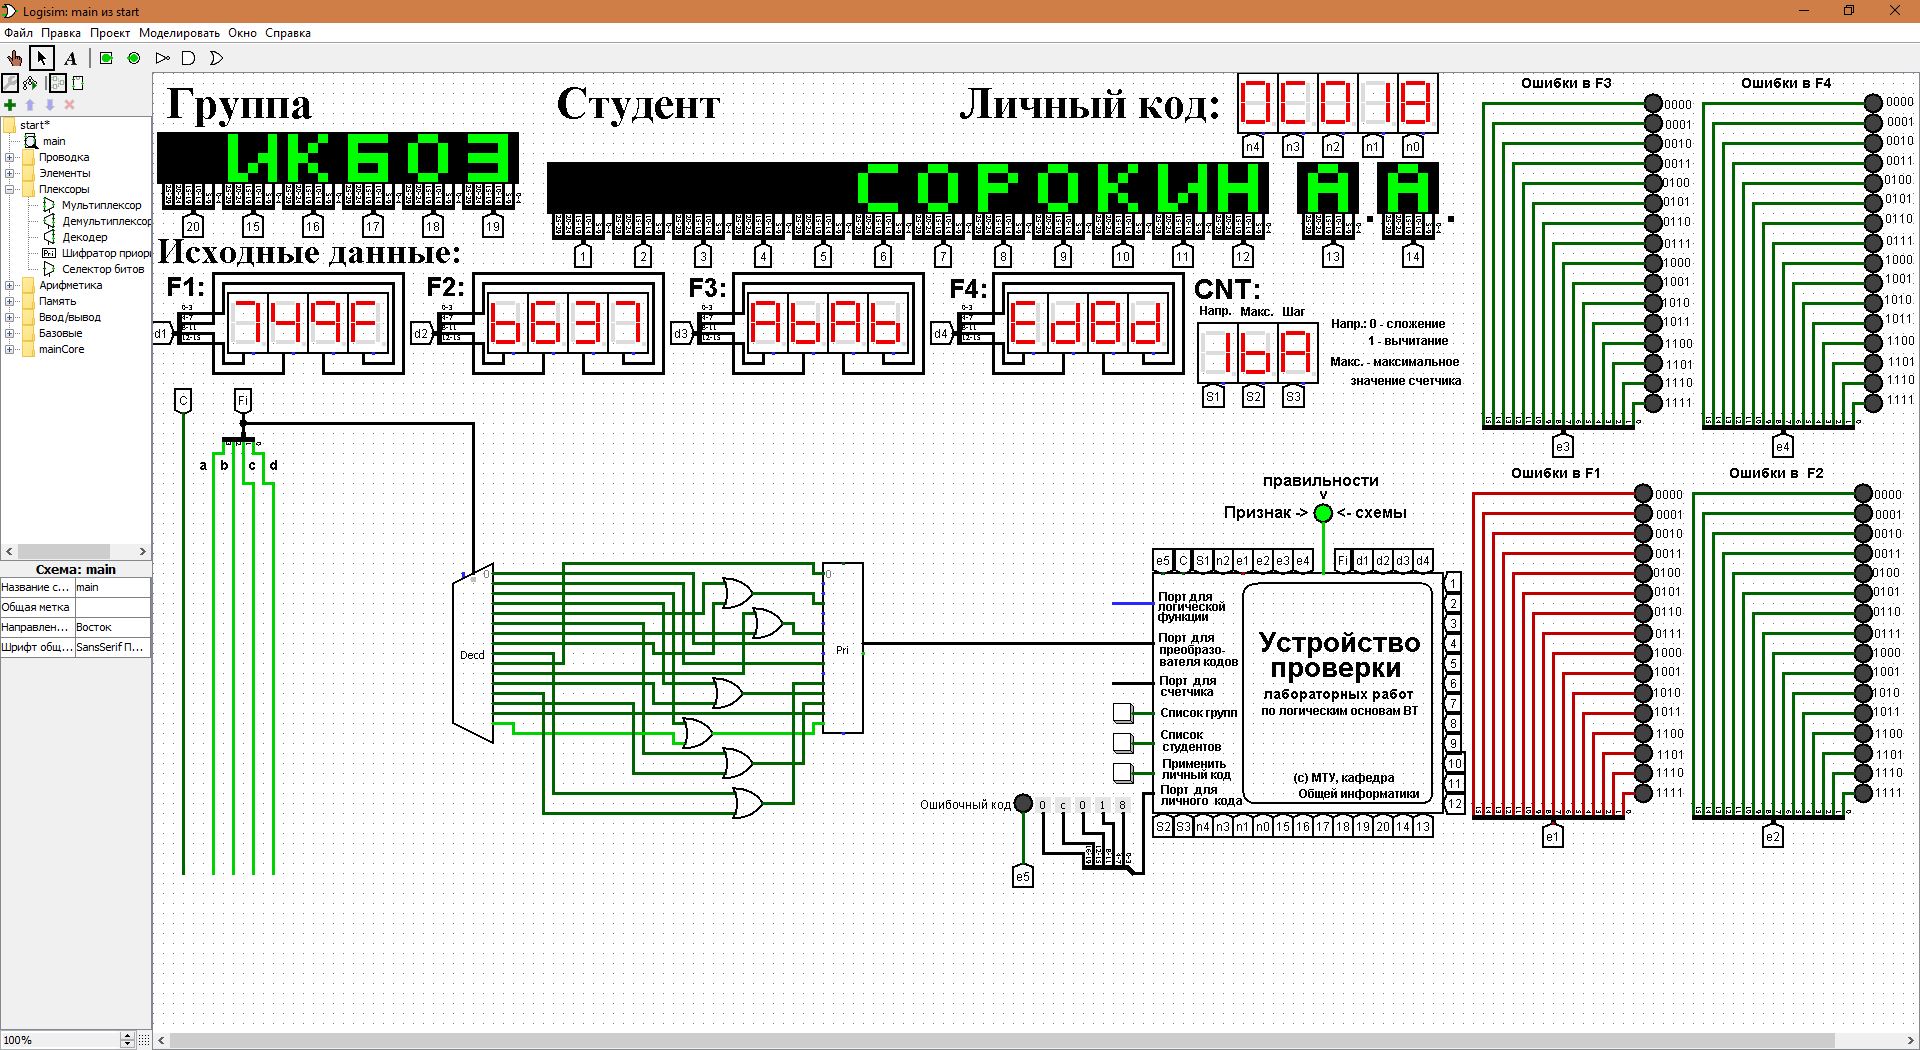 Logisim: main из start
Файл Правка Проект Моделировать Окно Справка
A
start*
main
Проводка
Элементы
Плексоры
Мультиплексор
Демультиплексор
Декодер
Pri Шифратор приори
Селектор битов
Арифметика
Память
Ввод/вывод
Базовые
mainCore
Схема: main
Название с... main
Общая метка
Направлен... Восток
Шрифт общ... SansSerif П...
100%
Группа
ИКБОЗ
20 15 16 17 18 19
Студент
СОРОКИН А. А.
1 2 3 4 5 6 7 8 9 10 11 12 13 14
Личный код: 0C018
n4 n3 n2 n1 n0
Исходные данные:
F1: 749F
d1
F2: b631
d2
F3: AbAb
d3
F4:
d4
CNT:
Напр. Макс. Шаг
1bA
S1 S2 S3
Напр.: 0 - сложение
1 - вычитание
Макс. - максимальное
значение счетчика
C Fi
a b c d
Decd
Pri
правильности
v
Признак -> <- схемы
e5 C S1 n2 e1 e2 e3 e4 Fi d1 d2 d3 d4
Порт для
логической
функции
Порт для
преобразо-
вателя кодов
Порт для
счетчика
Список групп
Список
студентов
Применить
личный код
Порт для
личного кода
Устройство
проверки
лабораторных работ
по логическим основам ВТ
(с) МТУ, кафедра
Общей информатики
1
2
3
4
5
6
7
8
9
10
11
12
S2 S3 n4 n3 n1 n0 15 16 17 18 19 20 14 13
Ошибочный код 0 c 0 1 8
e5
Ошибки в F3
0000
0001
0010
0011
0100
0101
0110
0111
1000
1001
1010
1011
1100
1101
1110
1111
e3
Ошибки в F4
0000
0001
0010
0011
0100
0101
0110
0111
1000
1001
1010
1011
1100
1101
1110
1111
e4
Ошибки в F1
0000
0001
0010
0011
0100
0101
0110
0111
1000
1001
1010
1011
1100
1101
1110
1111
e1
Ошибки в F2
0000
0001
0010
0011
0100
0101
0110
0111
1000
1001
1010
1011
1100
1101
1110
1111
e2